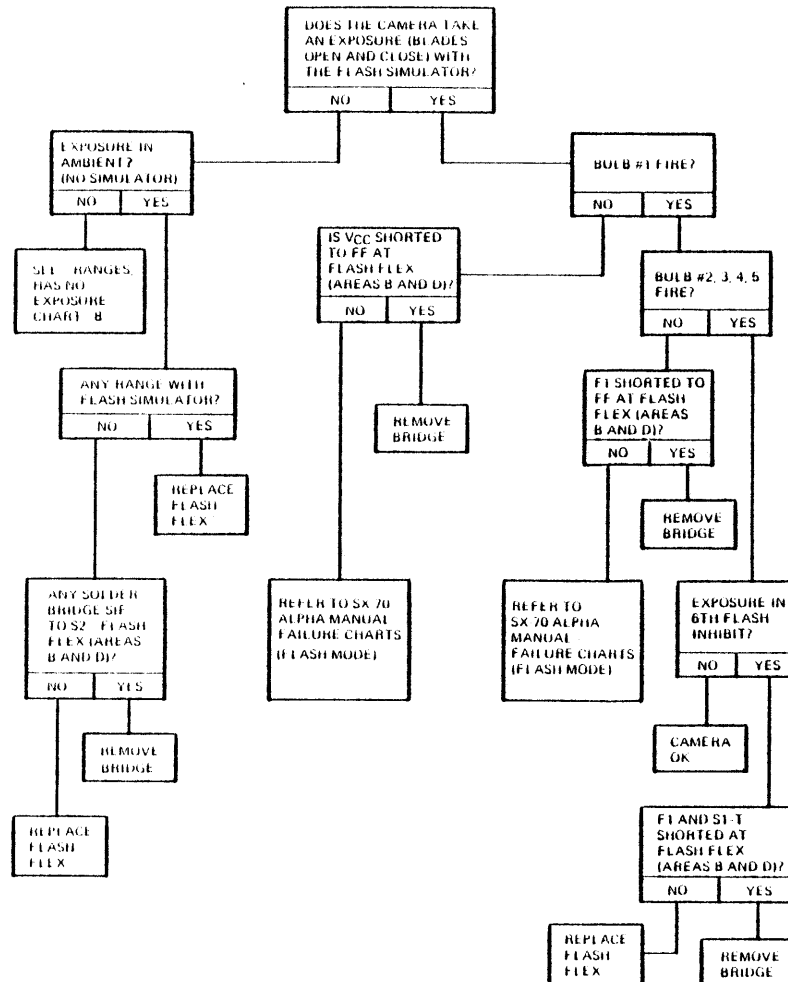 DOES THE CAMERA TAKE
AN EXPOSURE (BLADES
OPEN AND CLOSE) WITH
THE FLASH SIMULATOR?
NO YES
EXPOSURE IN
AMBIENT?
(NO SIMULATOR)
NO YES
BULB #1 FIRE?
NO YES
SEE RANGES,
HAS NO
EXPOSURE
CHART B
IS VCC SHORTED
TO FF AT
FLASH FLEX
(AREAS B AND D)?
NO YES
BULB #2, 3, 4, 5
FIRE?
NO YES
ANY RANGE WITH
FLASH SIMULATOR?
NO YES
REMOVE
BRIDGE
F1 SHORTED TO
FF AT FLASH
FLEX (AREAS
B AND D)?
NO YES
REPLACE
FLASH
FLEX
REMOVE
BRIDGE
ANY SOLDER
BRIDGE SIF
TO S2 FLASH
FLEX (AREAS
B AND D)?
NO YES
REFER TO SX 70
ALPHA MANUAL
FAILURE CHARTS
(FLASH MODE)
REFER TO
SX 70 ALPHA
MANUAL
FAILURE CHARTS
(FLASH MODE)
EXPOSURE IN
6TH FLASH
INHIBIT?
NO YES
REMOVE
BRIDGE
CAMERA
OK
REPLACE
FLASH
FLEX
F1 AND S1-T
SHORTED AT
FLASH FLEX
(AREAS B AND D)?
NO YES
REPLACE
FLASH
FLEX
REMOVE
BRIDGE